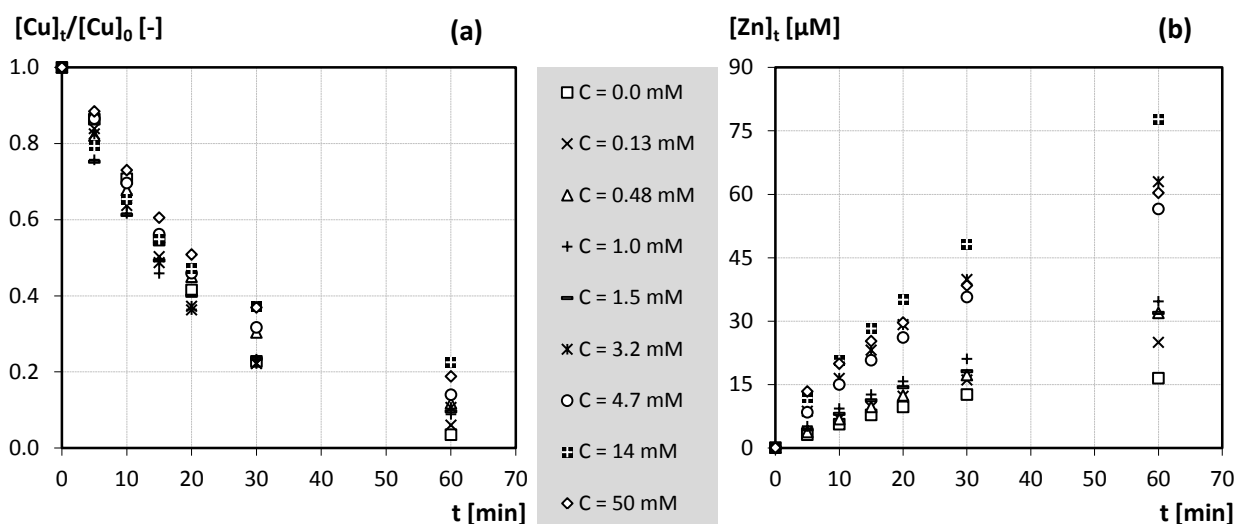 [Cu]t/[Cu]0 [-]
(a)
1.0
0.8
0.6
0.4
0.2
0.0
0 10 20 30 40 50 60 70
t [min]
C = 0.0 mM
C = 0.13 mM
C = 0.48 mM
C = 1.0 mM
C = 1.5 mM
C = 3.2 mM
C = 4.7 mM
C = 14 mM
C = 50 mM
[Zn]t [µM]
(b)
90
75
60
45
30
15
0
0 10 20 30 40 50 60 70
t [min]